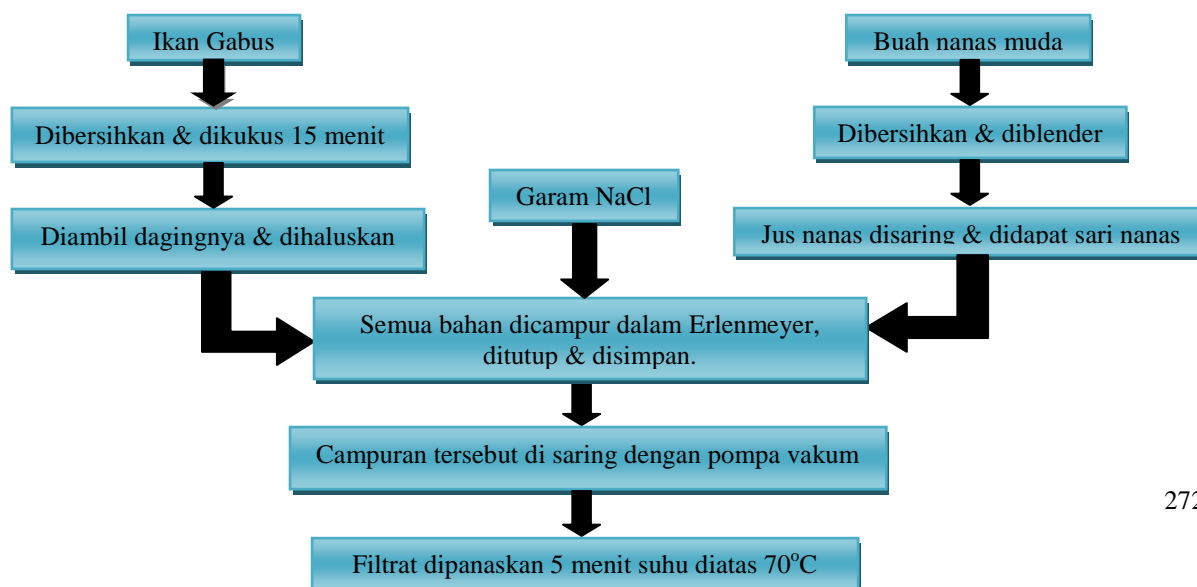 Ikan Gabus
Buah nanas muda
Dibersihkan & dikukus 15 menit
Dibersihkan & diblender
Garam NaCl
Diambil dagingnya & dihaluskan
Jus nanas disaring & didapat sari nanas
Semua bahan dicampur dalam Erlenmeyer,
ditutup & disimpan.
Campuran tersebut di saring dengan pompa vakum
272
Filtrat dipanaskan 5 menit suhu diatas 70°C